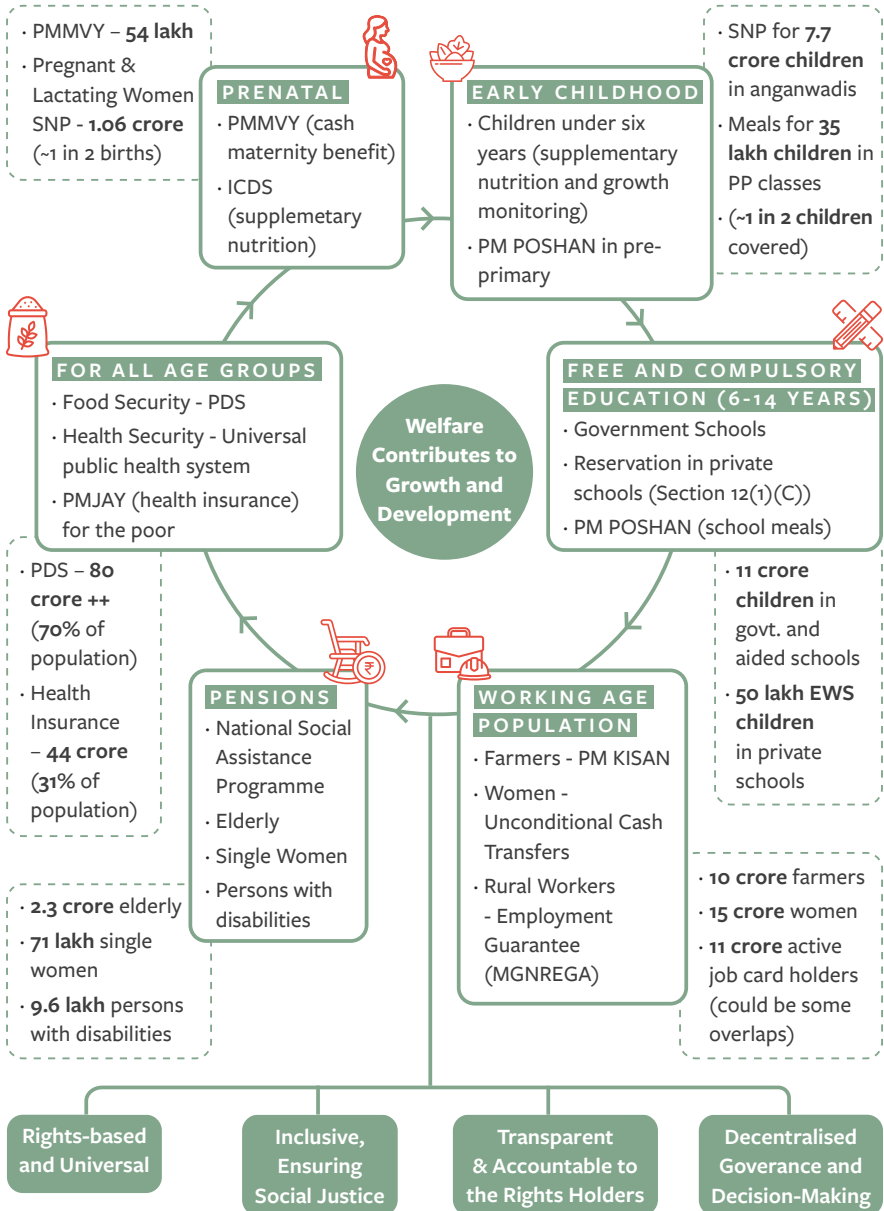 · PMMVY – 54 lakh
· Pregnant &
Lactating Women
SNP - 1.06 crore
(~1 in 2 births)
PRENATAL
· PMMVY (cash
maternity benefit)
· ICDS
(supplemetary
nutrition)
EARLY CHILDHOOD
· Children under six
years (supplementary
nutrition and growth
monitoring)
· PM POSHAN in pre-
primary
· SNP for 7.7
crore children
in anganwadis
· Meals for 35
lakh children in
PP classes
· (~1 in 2 children
covered)
FOR ALL AGE GROUPS
· Food Security - PDS
· Health Security - Universal
public health system
· PMJAY (health insurance)
for the poor
Welfare
Contributes to
Growth and
Development
FREE AND COMPULSORY
EDUCATION (6-14 YEARS)
· Government Schools
· Reservation in private
schools (Section 12(1)(C))
· PM POSHAN (school meals)
· PDS – 80
crore ++
(70% of
population)
· Health
Insurance
– 44 crore
(31% of
population)
PENSIONS
· National Social
Assistance
Programme
· Elderly
· Single Women
· Persons with
disabilities
₹
WORKING AGE
POPULATION
· Farmers - PM KISAN
· Women -
Unconditional Cash
Transfers
· Rural Workers
- Employment
Guarantee
(MGNREGA)
· 11 crore
children in
govt. and
aided schools
· 50 lakh EWS
children
in private
schools
· 2.3 crore elderly
· 71 lakh single
women
· 9.6 lakh persons
with disabilities
· 10 crore farmers
· 15 crore women
· 11 crore active
job card holders
(could be some
overlaps)
Rights-based
and Universal
Inclusive,
Ensuring
Social Justice
Transparent
& Accountable to
the Rights Holders
Decentralised
Goverance and
Decision-Making